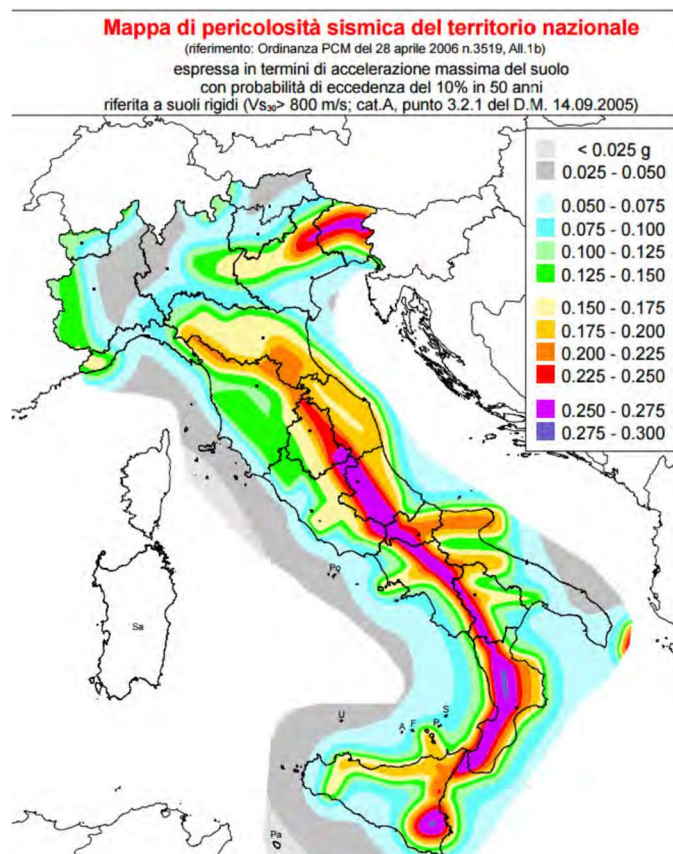 Mappa di pericolosità sismica del territorio nazionale
(riferimento: Ordinanza PCM del 28 aprile 2006 n.3519, All.1b)
espressa in termini di accelerazione massima del suolo
con probabilità di eccedenza del 10% in 50 anni
riferita a suoli rigidi (Vs₃₀> 800 m/s; cat.A, punto 3.2.1 del D.M. 14.09.2005)
< 0.025 g
0.025 - 0.050
0.050 - 0.075
0.075 - 0.100
0.100 - 0.125
0.125 - 0.150
0.150 - 0.175
0.175 - 0.200
0.200 - 0.225
0.225 - 0.250
0.250 - 0.275
0.275 - 0.300
Po
Sa
U
A
F
P
S
Pa